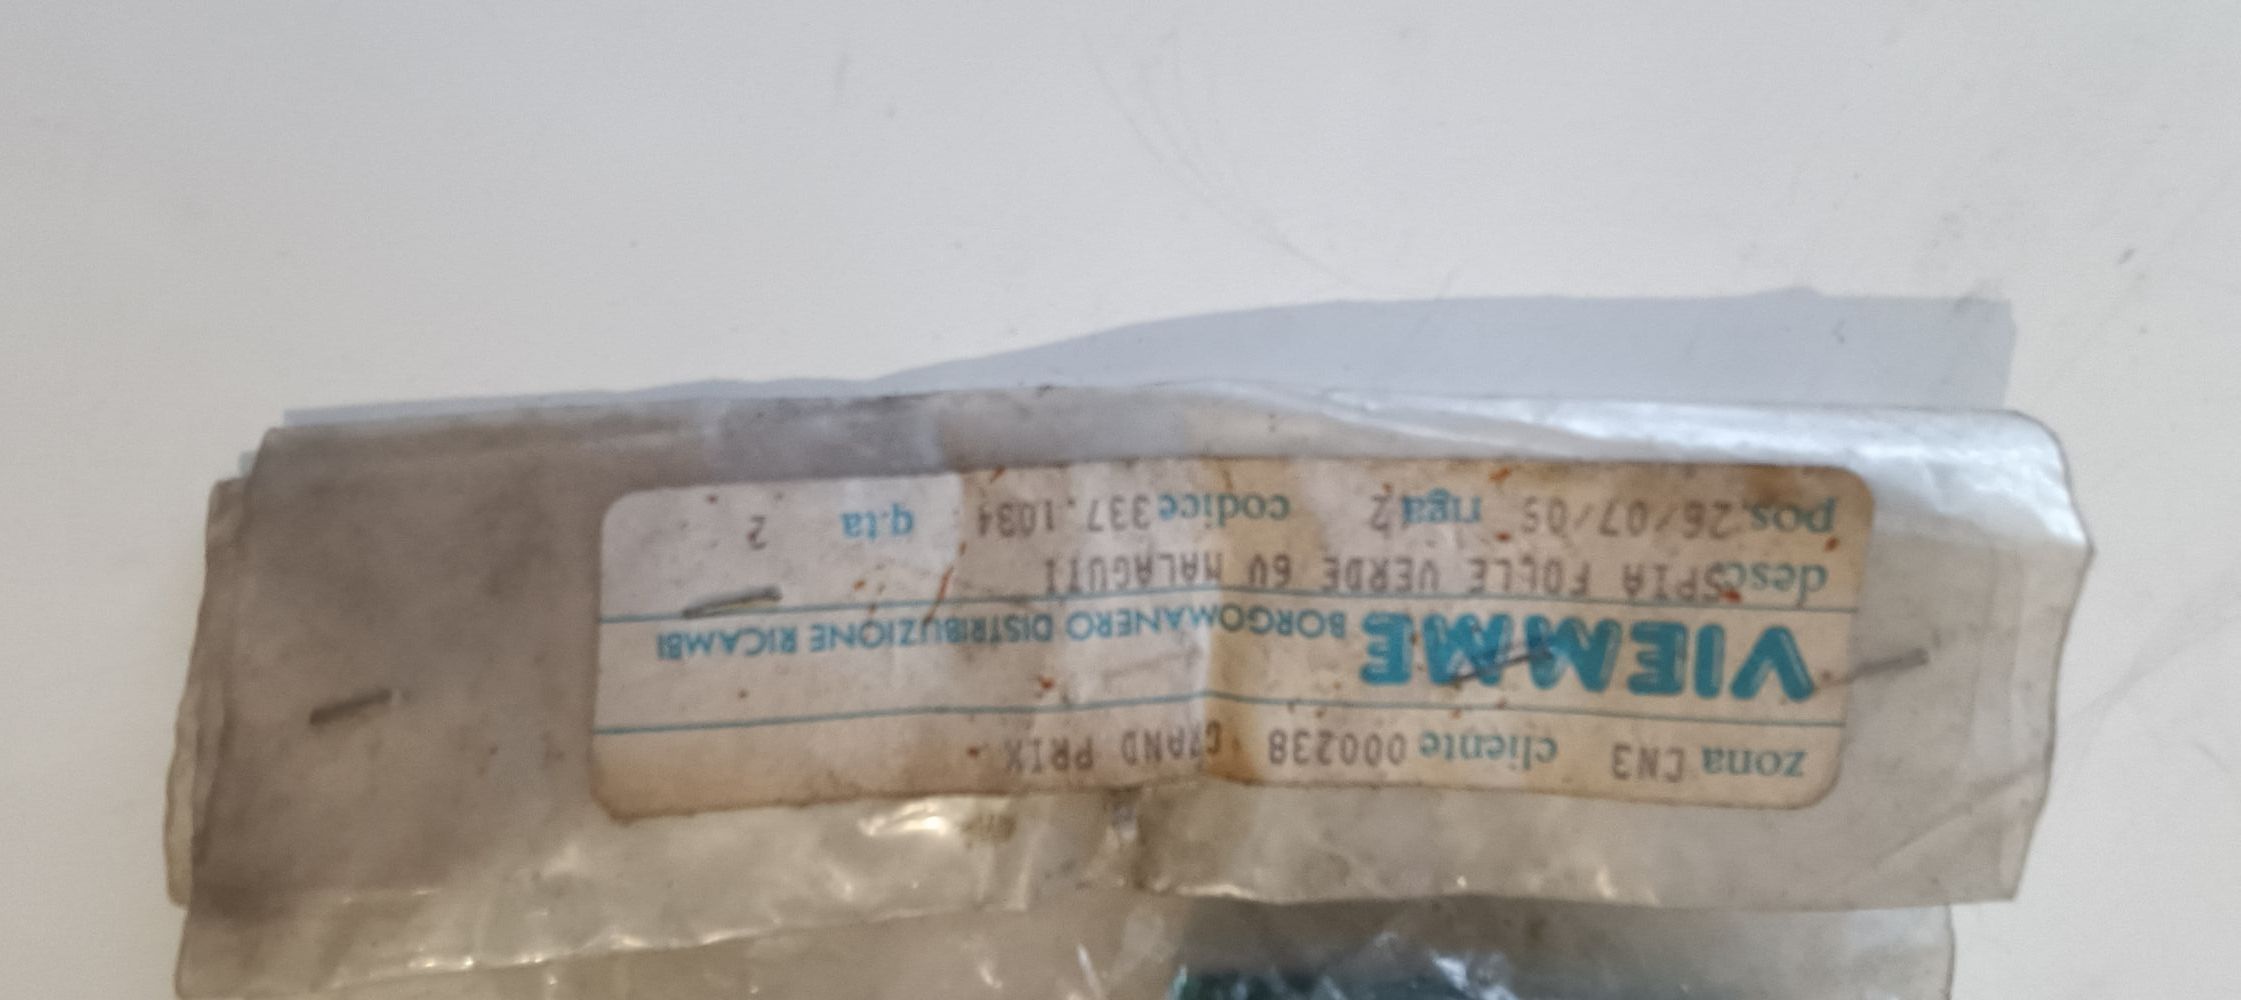 zona CN3 cliente 000238 GRAND PRIX
VIEMME BORGOMANERO DISTRIBUZIONE RICAMBI
desc. SPIA FOLLE VERDE 6V MALAGUTI
pos. 26/07/05 riga 2 codice 337.1034 q.ta 2